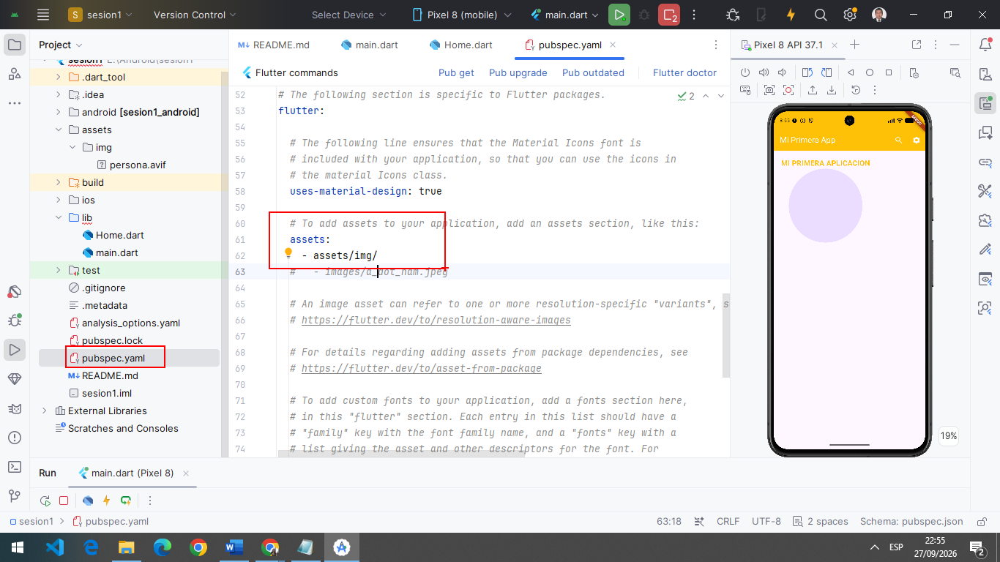 S sesion1 Version Control Select Device Pixel 8 (mobile) main.dart 2
Project
README.md main.dart Home.dart pubspec.yaml
Pixel 8 API 37.1
sesion1 E:\Android\sesion1
.dart_tool
.idea
android [sesion1_android]
assets
img
persona.avif
build
ios
lib
Home.dart
main.dart
test
.gitignore
.metadata
analysis_options.yaml
pubspec.lock
pubspec.yaml
README.md
sesion1.iml
External Libraries
Scratches and Consoles
Flutter commands Pub get Pub upgrade Pub outdated Flutter doctor
2
52 # The following section is specific to Flutter packages.
53 flutter:
54
55 # The following line ensures that the Material Icons font is
56 # included with your application, so that you can use the icons in
57 # the material Icons class.
58 uses-material-design: true
59
60 # To add assets to your application, add an assets section, like this:
61 assets:
62 - assets/img/
63 # - images/a_dot_ham.jpeg
64
65 # An image asset can refer to one or more resolution-specific "variants", s
66 # https://flutter.dev/to/resolution-aware-images
67
68 # For details regarding adding assets from package dependencies, see
69 # https://flutter.dev/to/asset-from-package
70
71 # To add custom fonts to your application, add a fonts section here,
72 # in this "flutter" section. Each entry in this list should have a
73 # "family" key with the font family name, and a "fonts" key with a
74 # list giving the asset and other descriptors for the font. For
8:55
Mi Primera App
MI PRIMERA APLICACION
19%
Run main.dart (Pixel 8)
sesion1 > pubspec.yaml
63:18 CRLF UTF-8 2 spaces Schema: pubspec.json
ESP
22:55
27/09/2026
2